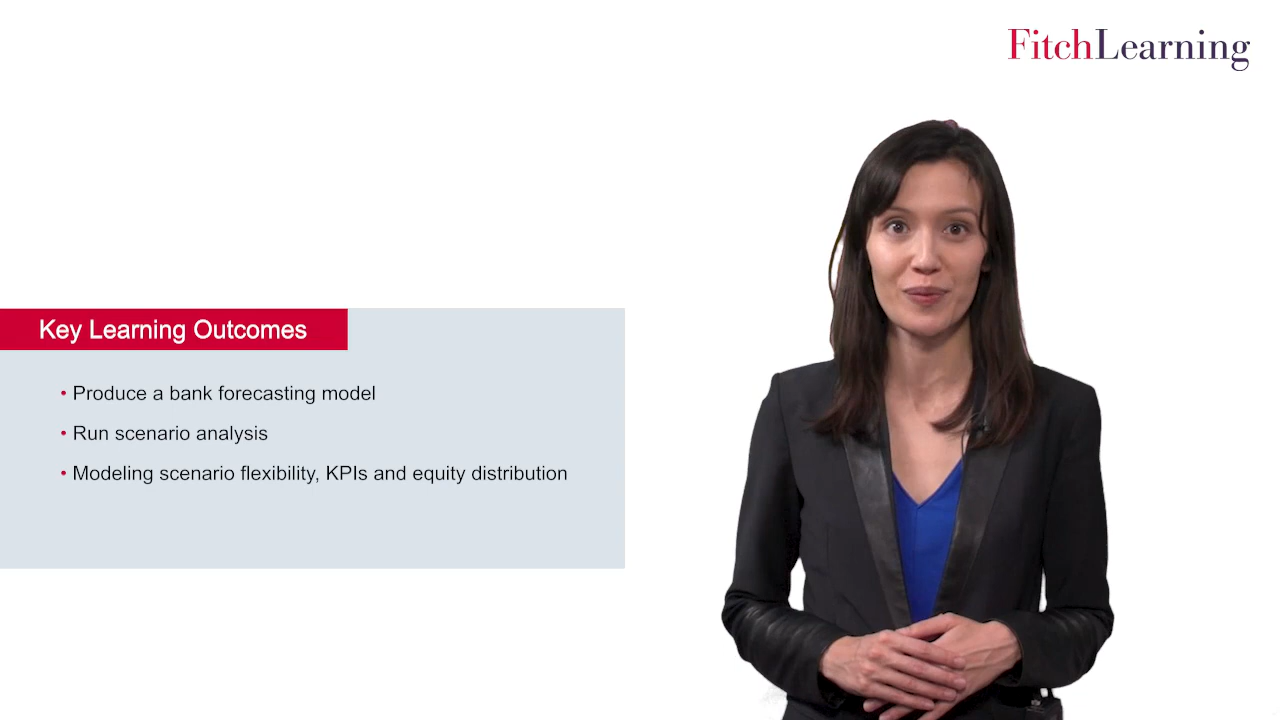 FitchLearning
Key Learning Outcomes
• Produce a bank forecasting model
• Run scenario analysis
• Modeling scenario flexibility, KPIs and equity distribution